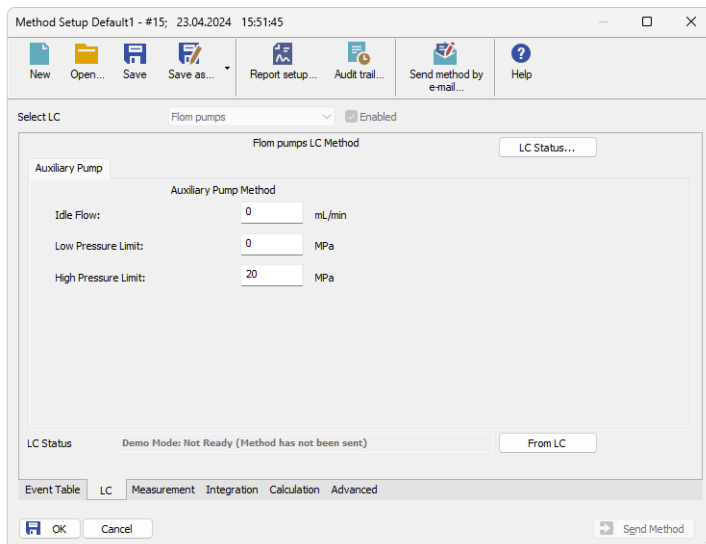 Method Setup Default1 - #15; 23.04.2024 15:51:45
New Open... Save Save as... Report setup... Audit trail... Send method by e-mail... Help
Select LC Flom pumps Enabled
Flom pumps LC Method LC Status...
Auxiliary Pump
Auxiliary Pump Method
Idle Flow: 0 mL/min
Low Pressure Limit: 0 MPa
High Pressure Limit: 20 MPa
LC Status Demo Mode: Not Ready (Method has not been sent) From LC
Event Table LC Measurement Integration Calculation Advanced
OK Cancel Send Method